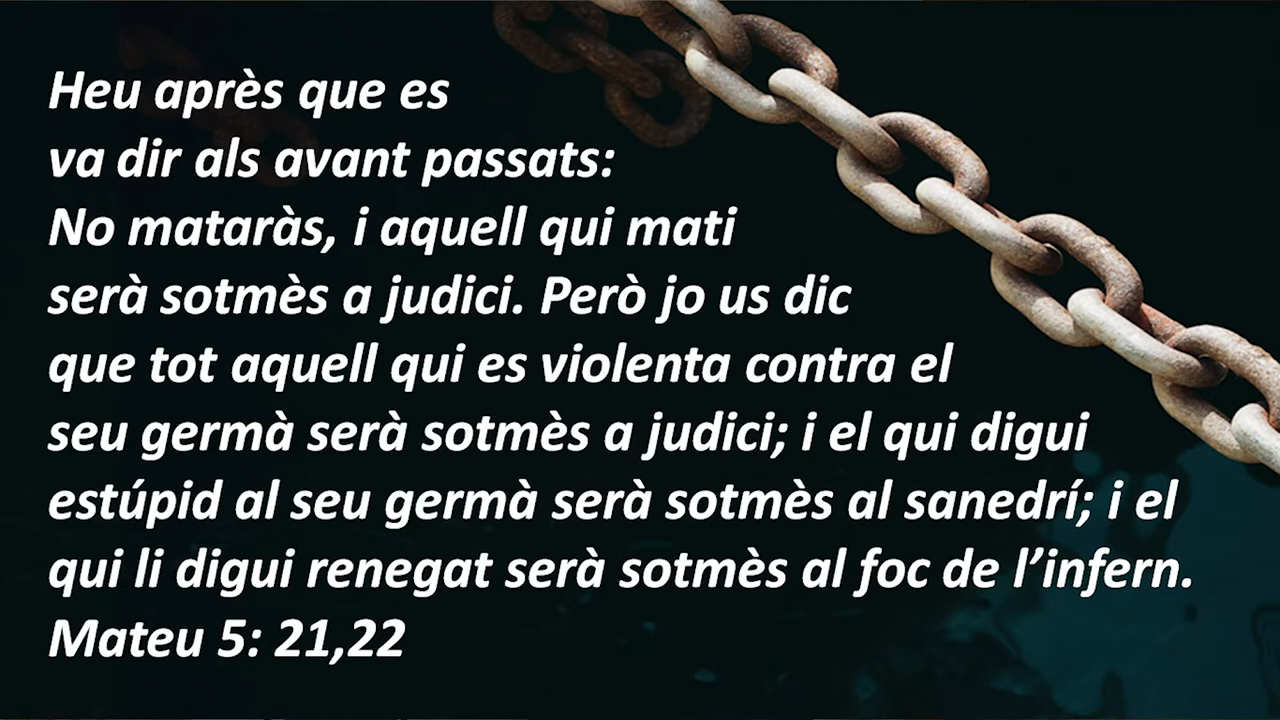 Heu après que es
va dir als avant passats:
No mataràs, i aquell qui mati
serà sotmès a judici. Però jo us dic
que tot aquell qui es violenta contra el
seu germà serà sotmès a judici; i el qui digui
estúpid al seu germà serà sotmès al sanedrí; i el
qui li digui renegat serà sotmès al foc de l’infern.
Mateu 5: 21,22